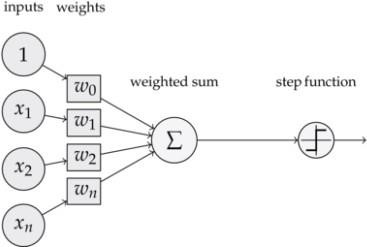 inputs weights
1
w₀
weighted sum
step function
x₁
w₁
Σ
x₂
w₂
wₙ
xₙ